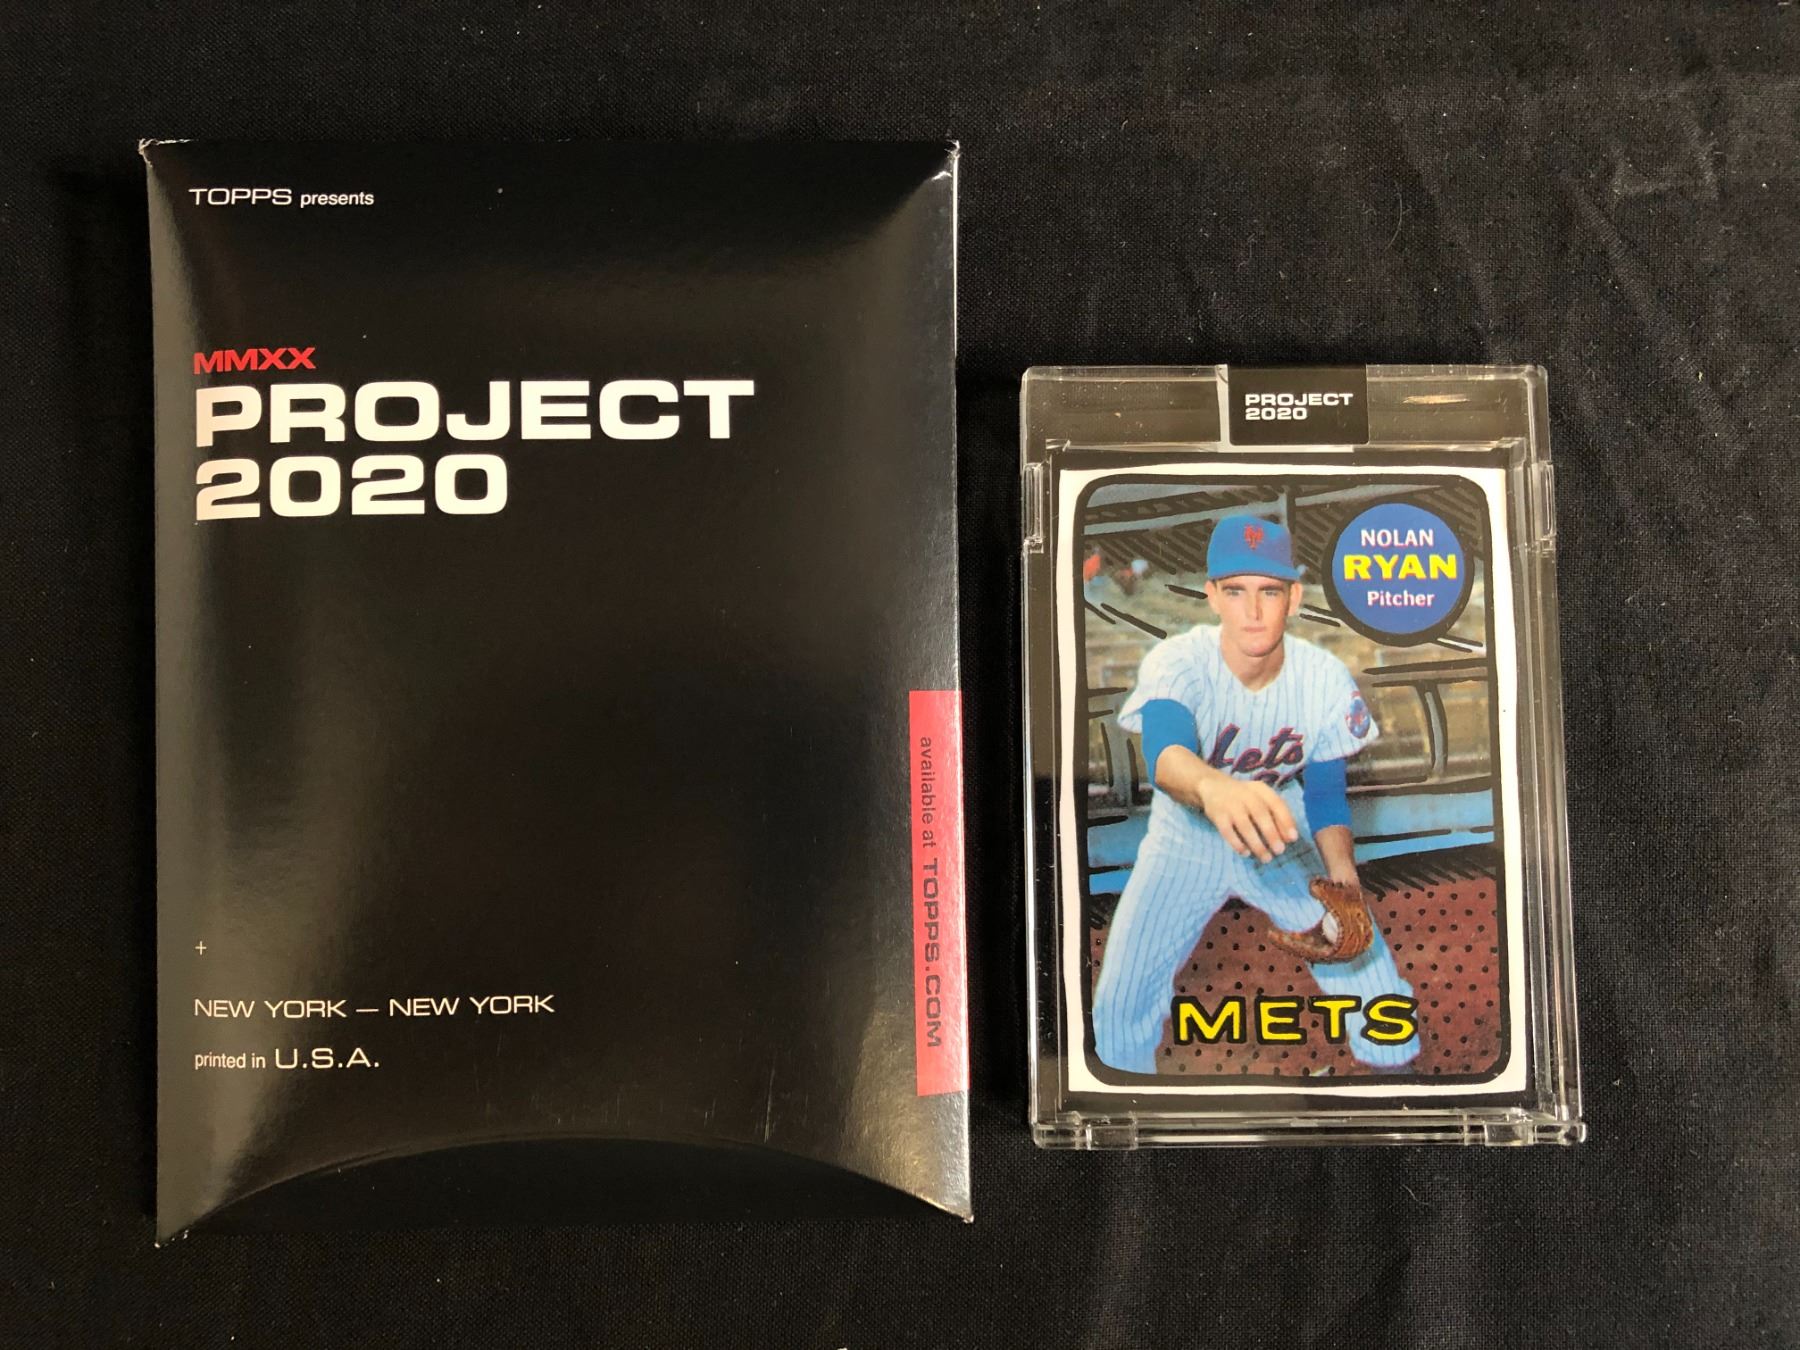 TOPPS presents
MMXX
PROJECT
2020
available at TOPPS.COM
+
NEW YORK — NEW YORK
printed in U.S.A.
PROJECT
2020
NOLAN
RYAN
Pitcher
Mets
METS